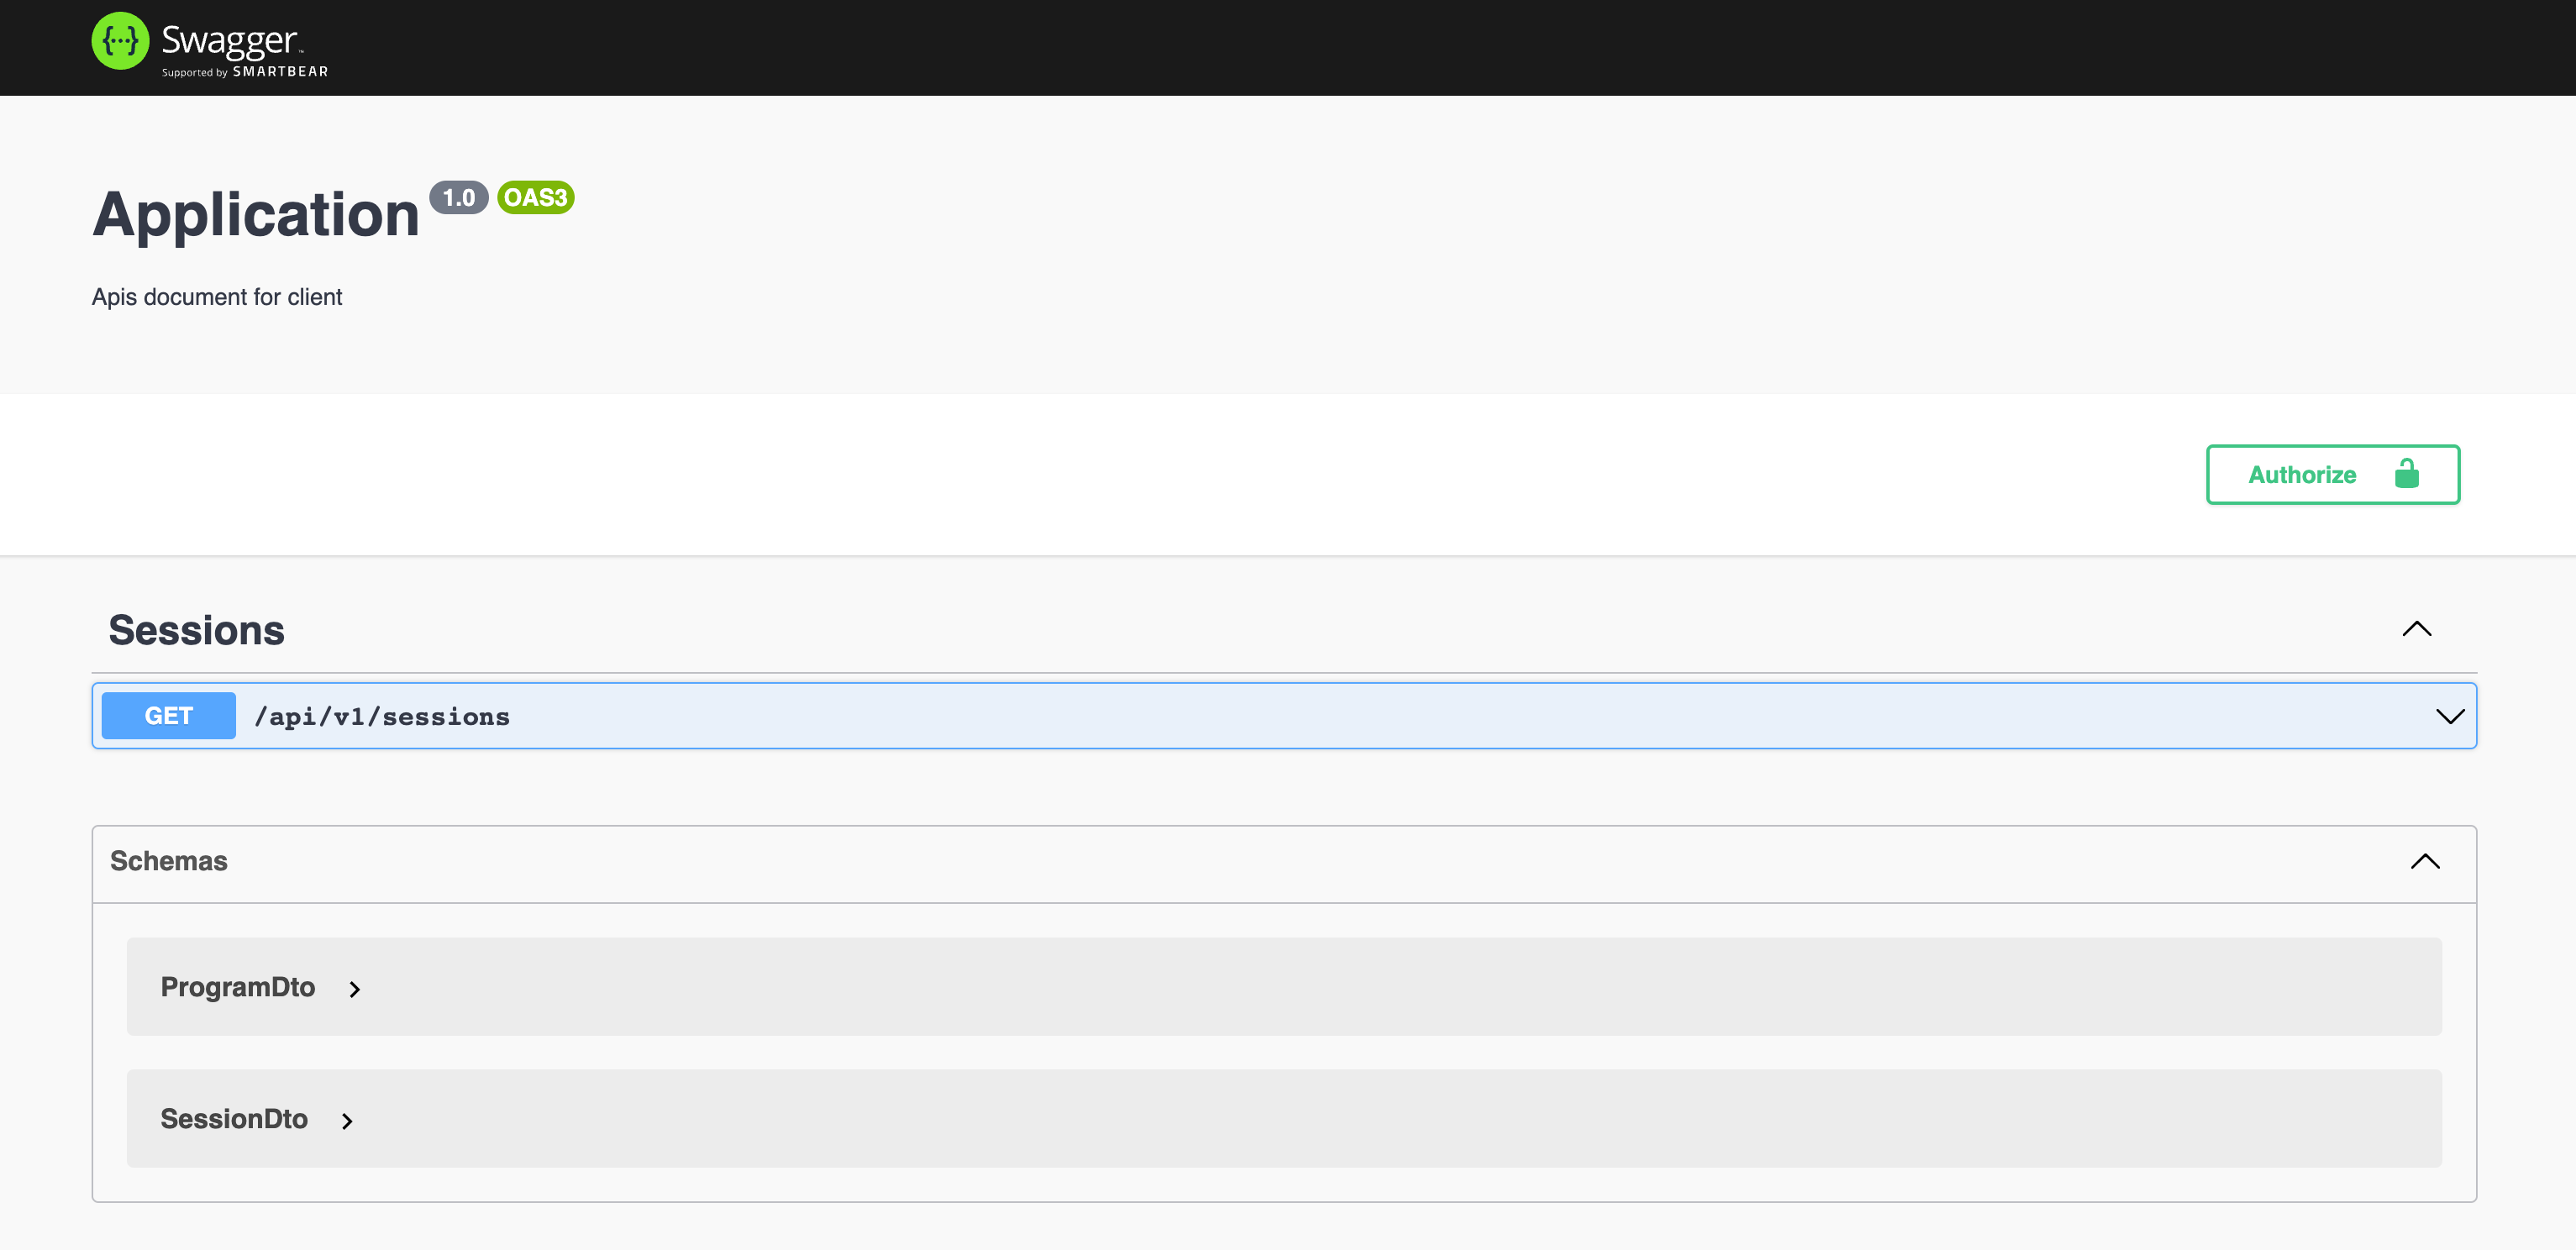 {...} Swagger™
Supported by SMARTBEAR
Application 1.0 OAS3
Apis document for client
Authorize
Sessions
GET /api/v1/sessions
Schemas
ProgramDto
SessionDto